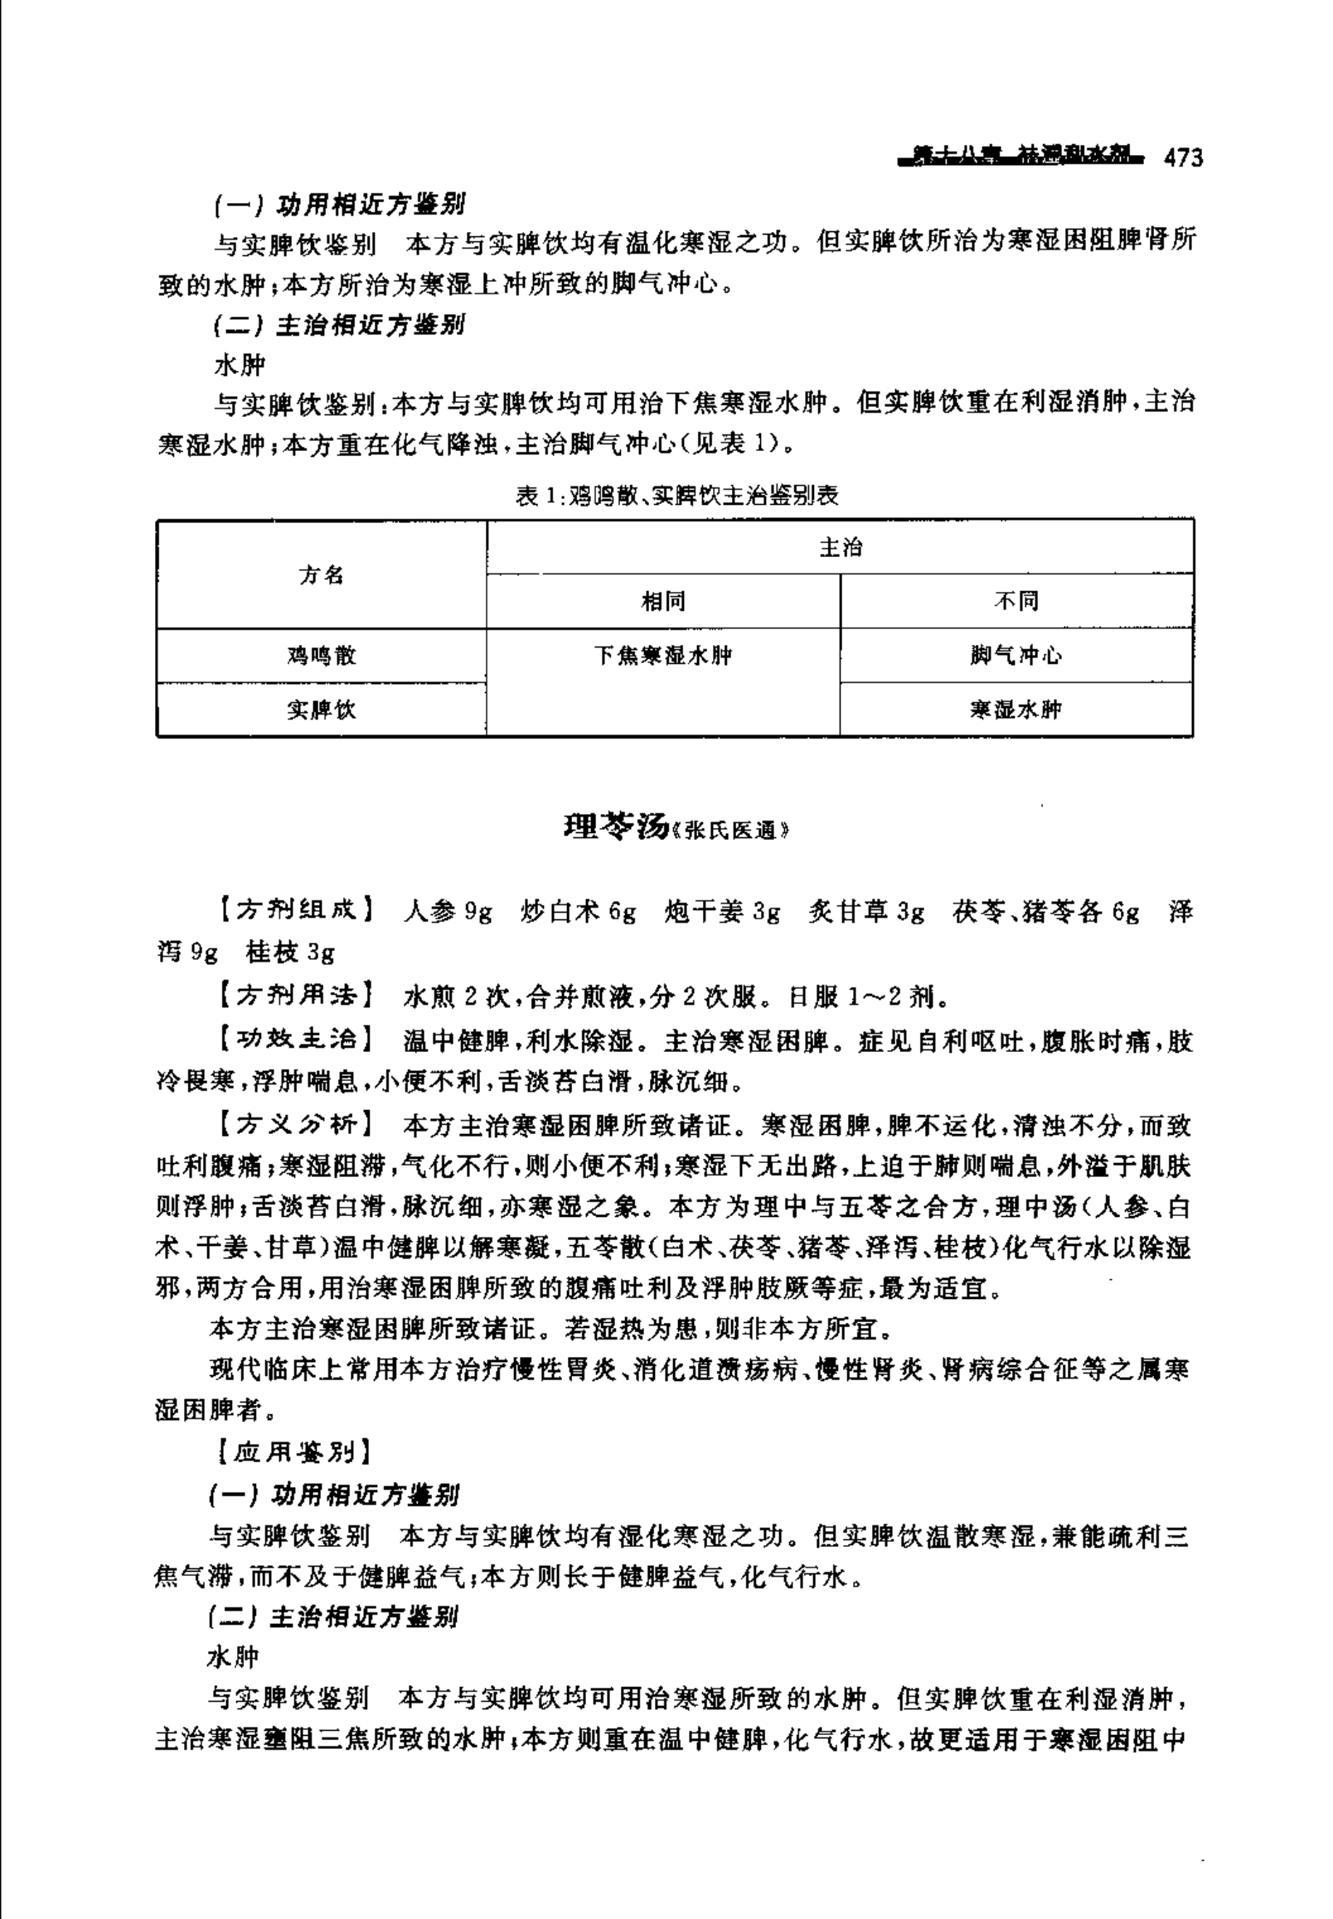 第十八章 祛湿利水剂 473
(一) 功用相近方鉴别
与实脾饮鉴别 本方与实脾饮均有温化寒湿之功。但实脾饮所治为寒湿困阻脾肾所
致的水肿;本方所治为寒湿上冲所致的脚气冲心。
(二) 主治相近方鉴别
水肿
与实脾饮鉴别:本方与实脾饮均可用治下焦寒湿水肿。但实脾饮重在利湿消肿,主治
寒湿水肿;本方重在化气降浊,主治脚气冲心(见表 1)。
表 1:鸡鸣散、实脾饮主治鉴别表
方名 主治
相同 不同
鸡鸣散 下焦寒湿水肿 脚气冲心
实脾饮 寒湿水肿
理苓汤《张氏医通》
【方剂组成】 人参 9g 炒白术 6g 炮干姜 3g 炙甘草 3g 茯苓、猪苓各 6g 泽
泻 9g 桂枝 3g
【方剂用法】 水煎 2 次,合并煎液,分 2 次服。日服 1～2 剂。
【功效主治】 温中健脾,利水除湿。主治寒湿困脾。症见自利呕吐,腹胀时痛,肢
冷畏寒,浮肿喘息,小便不利,舌淡苔白滑,脉沉细。
【方义分析】 本方主治寒湿困脾所致诸证。寒湿困脾,脾不运化,清浊不分,而致
吐利腹痛;寒湿阻滞,气化不行,则小便不利;寒湿下无出路,上迫于肺则喘息,外溢于肌肤
则浮肿;舌淡苔白滑,脉沉细,亦寒湿之象。本方为理中与五苓之合方,理中汤(人参、白
术、干姜、甘草)温中健脾以解寒凝,五苓散(白术、茯苓、猪苓、泽泻、桂枝)化气行水以除湿
邪,两方合用,用治寒湿困脾所致的腹痛吐利及浮肿肢厥等症,最为适宜。
本方主治寒湿困脾所致诸证。若湿热为患,则非本方所宜。
现代临床上常用本方治疗慢性胃炎、消化道溃疡病、慢性肾炎、肾病综合征等之属寒
湿困脾者。
【应用鉴别】
(一) 功用相近方鉴别
与实脾饮鉴别 本方与实脾饮均有湿化寒湿之功。但实脾饮温散寒湿,兼能疏利三
焦气滞,而不及于健脾益气;本方则长于健脾益气,化气行水。
(二) 主治相近方鉴别
水肿
与实脾饮鉴别 本方与实脾饮均可用治寒湿所致的水肿。但实脾饮重在利湿消肿,
主治寒湿壅阻三焦所致的水肿;本方则重在温中健脾,化气行水,故更适用于寒湿困阻中